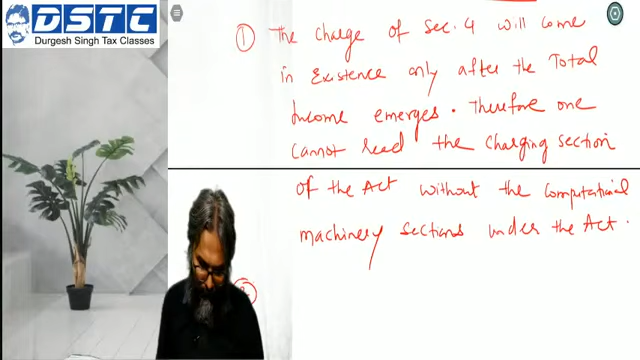 DSTC
Durgesh Singh Tax Classes
① The charge of Sec. 4 will come
in Existence only after the Total
Income emerges. Therefore one
cannot read the charging section
of the Act without the computational
machinery sections under the Act.
②